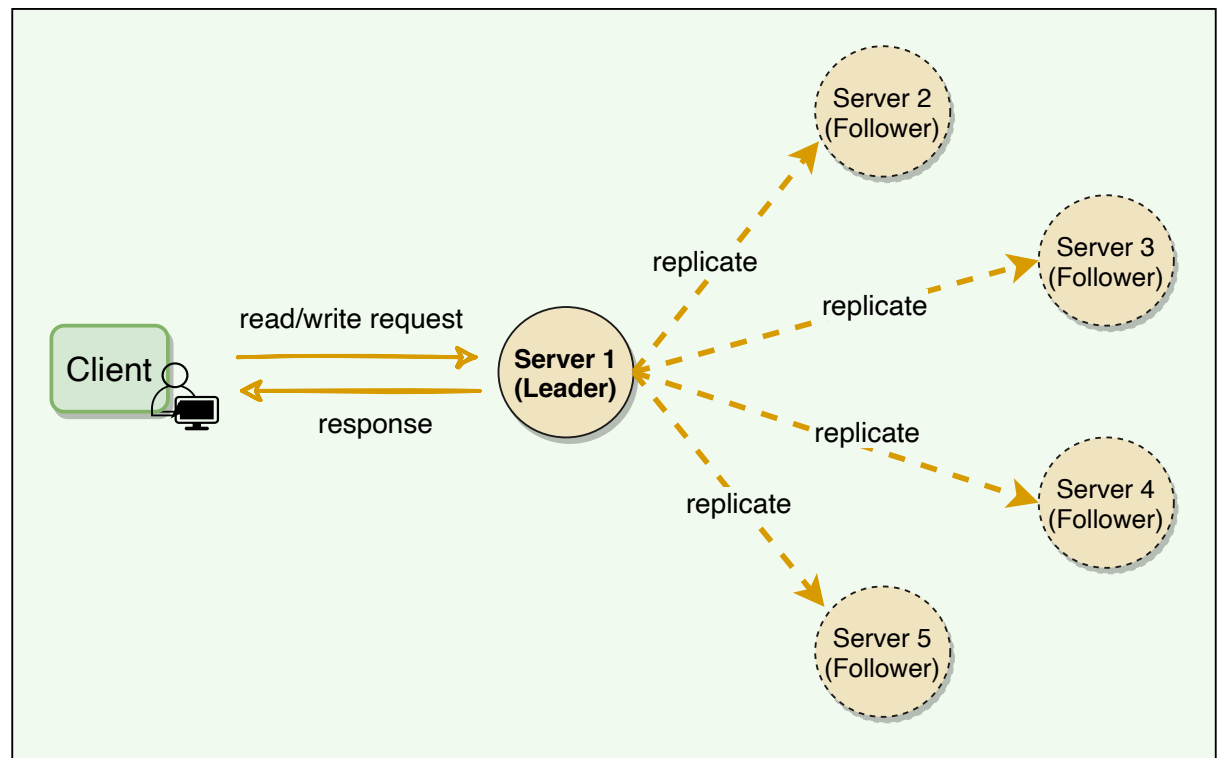 Server 2
(Follower)
Server 3
(Follower)
replicate
replicate
read/write request
Client
Server 1
(Leader)
response
replicate
replicate
Server 4
(Follower)
Server 5
(Follower)